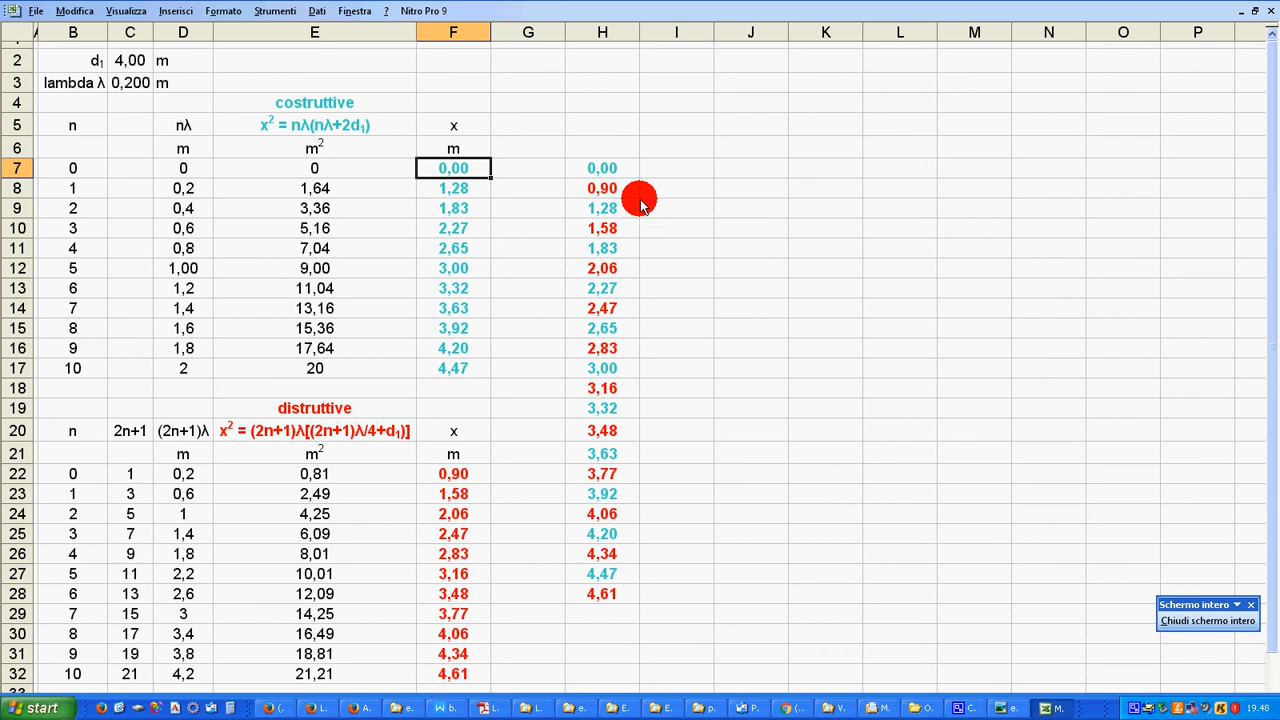 File Modifica Visualizza Inserisci Formato Strumenti Dati Finestra ? Nitro Pro 9
B C D E F G H I J K L M N O P
2 d₁ 4,00 m
3 lambda λ 0,200 m
4 costruttive
5 n nλ x² = nλ(nλ+2d₁) x
6 m m² m
7 0 0 0 0,00 0,00
8 1 0,2 1,64 1,28 0,90
9 2 0,4 3,36 1,83 1,28
10 3 0,6 5,16 2,27 1,58
11 4 0,8 7,04 2,65 1,83
12 5 1,00 9,00 3,00 2,06
13 6 1,2 11,04 3,32 2,27
14 7 1,4 13,16 3,63 2,47
15 8 1,6 15,36 3,92 2,65
16 9 1,8 17,64 4,20 2,83
17 10 2 20 4,47 3,00
18 3,16
19 distruttive 3,32
20 n 2n+1 (2n+1)λ x² = (2n+1)λ[(2n+1)λ/4+d₁)] x 3,48
21 m m² m 3,63
22 0 1 0,2 0,81 0,90 3,77
23 1 3 0,6 2,49 1,58 3,92
24 2 5 1 4,25 2,06 4,06
25 3 7 1,4 6,09 2,47 4,20
26 4 9 1,8 8,01 2,83 4,34
27 5 11 2,2 10,01 3,16 4,47
28 6 13 2,6 12,09 3,48 4,61
29 7 15 3 14,25 3,77
30 8 17 3,4 16,49 4,06
31 9 19 3,8 18,81 4,34
32 10 21 4,2 21,21 4,61
Schermo intero
Chiudi schermo intero
start 19.48